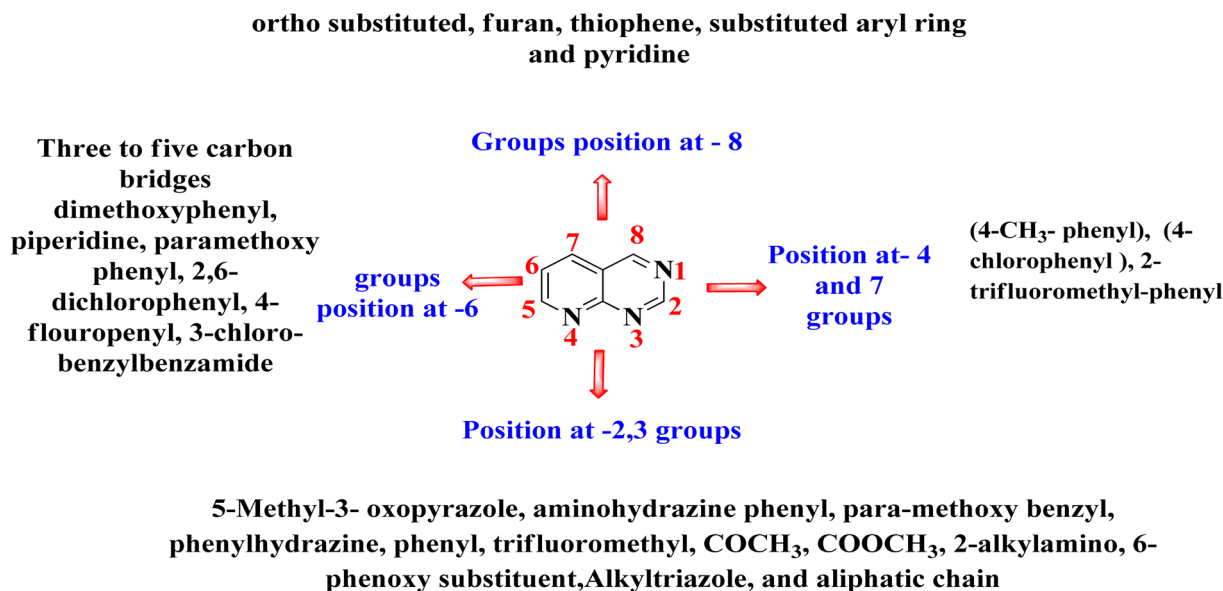 ortho substituted, furan, thiophene, substituted aryl ring
and pyridine
Groups position at - 8
Three to five carbon
bridges
dimethoxyphenyl,
piperidine, paramethoxy
phenyl, 2,6-
dichlorophenyl, 4-
flouropenyl, 3-chloro-
benzylbenzamide
groups
position at -6
7
8
6
N1
5
2
N
N
4
3
Position at- 4
and 7
groups
(4-CH₃- phenyl), (4-
chlorophenyl ), 2-
trifluoromethyl-phenyl
Position at -2,3 groups
5-Methyl-3- oxopyrazole, aminohydrazine phenyl, para-methoxy benzyl,
phenylhydrazine, phenyl, trifluoromethyl, COCH₃, COOCH₃, 2-alkylamino, 6-
phenoxy substituent,Alkyltriazole, and aliphatic chain